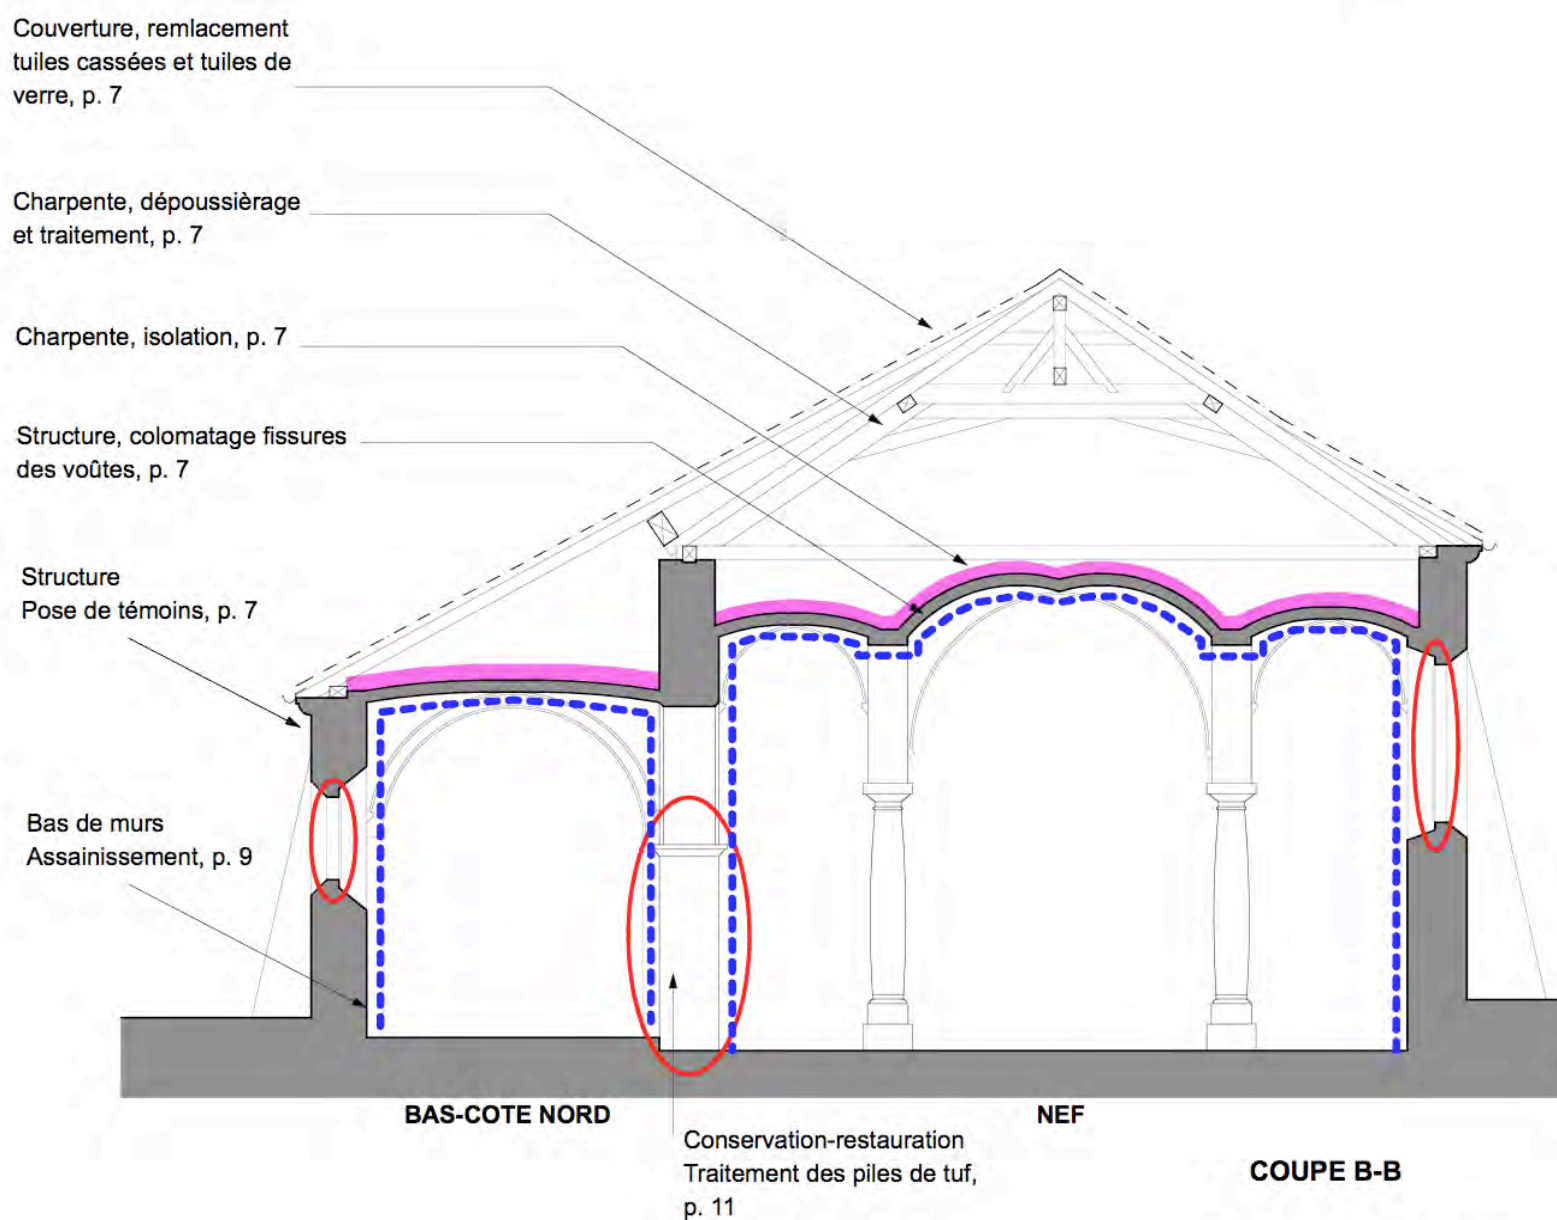 Couverture, remlacement
tuiles cassées et tuiles de
verre, p. 7
Charpente, dépoussièrage
et traitement, p. 7
Charpente, isolation, p. 7
Structure, colomatage fissures
des voûtes, p. 7
Structure
Pose de témoins, p. 7
Bas de murs
Assainissement, p. 9
BAS-COTE NORD
NEF
Conservation-restauration
Traitement des piles de tuf,
p. 11
COUPE B-B